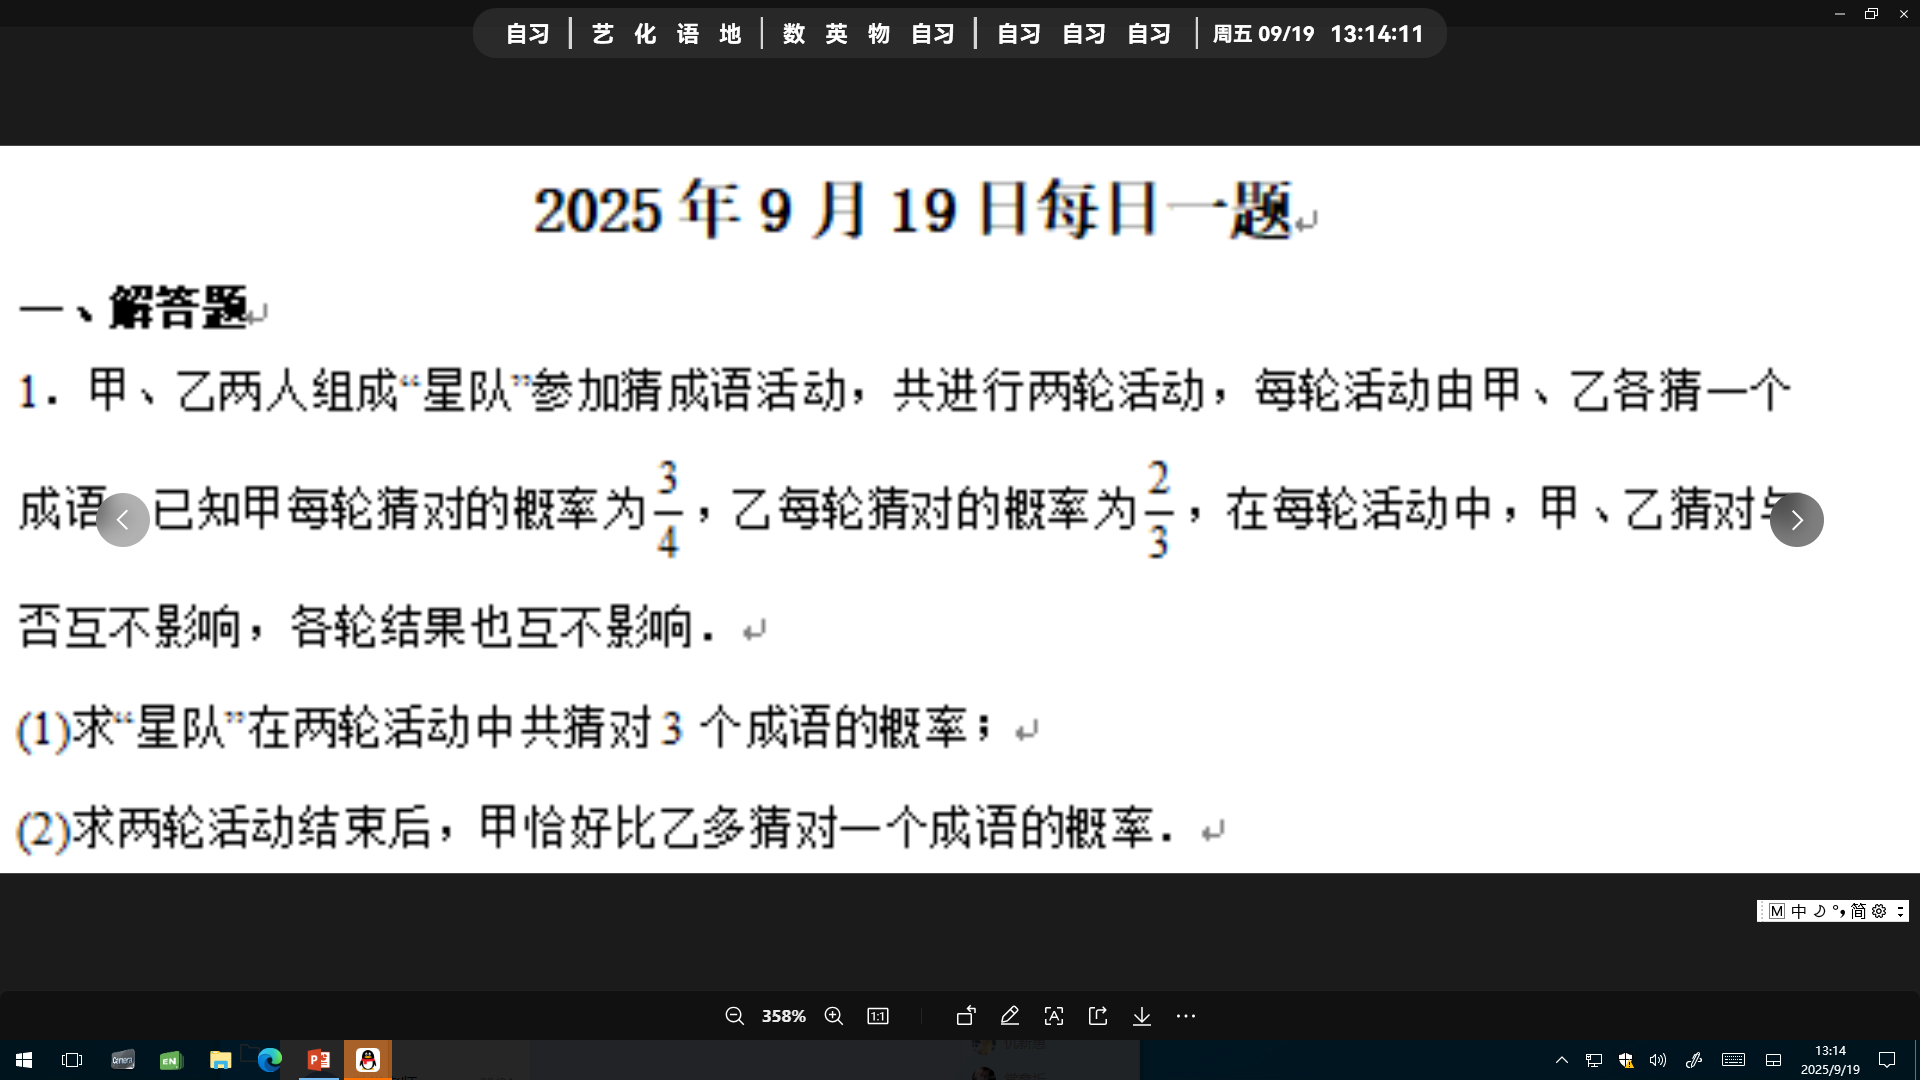 自习 | 艺 化 语 地 | 数 英 物 自习 | 自习 自习 自习 | 周五 09/19 13:14:11
2025 年 9 月 19 日每日一题
一、解答题
1．甲、乙两人组成“星队”参加猜成语活动，共进行两轮活动，每轮活动由甲、乙各猜一个
成语 已知甲每轮猜对的概率为3/4，乙每轮猜对的概率为2/3，在每轮活动中，甲、乙猜对与
否互不影响，各轮结果也互不影响．
(1)求“星队”在两轮活动中共猜对3 个成语的概率；
(2)求两轮活动结束后，甲恰好比乙多猜对一个成语的概率．
M 中 简
358% 1:1
Camera EN
13:14
2025/9/19